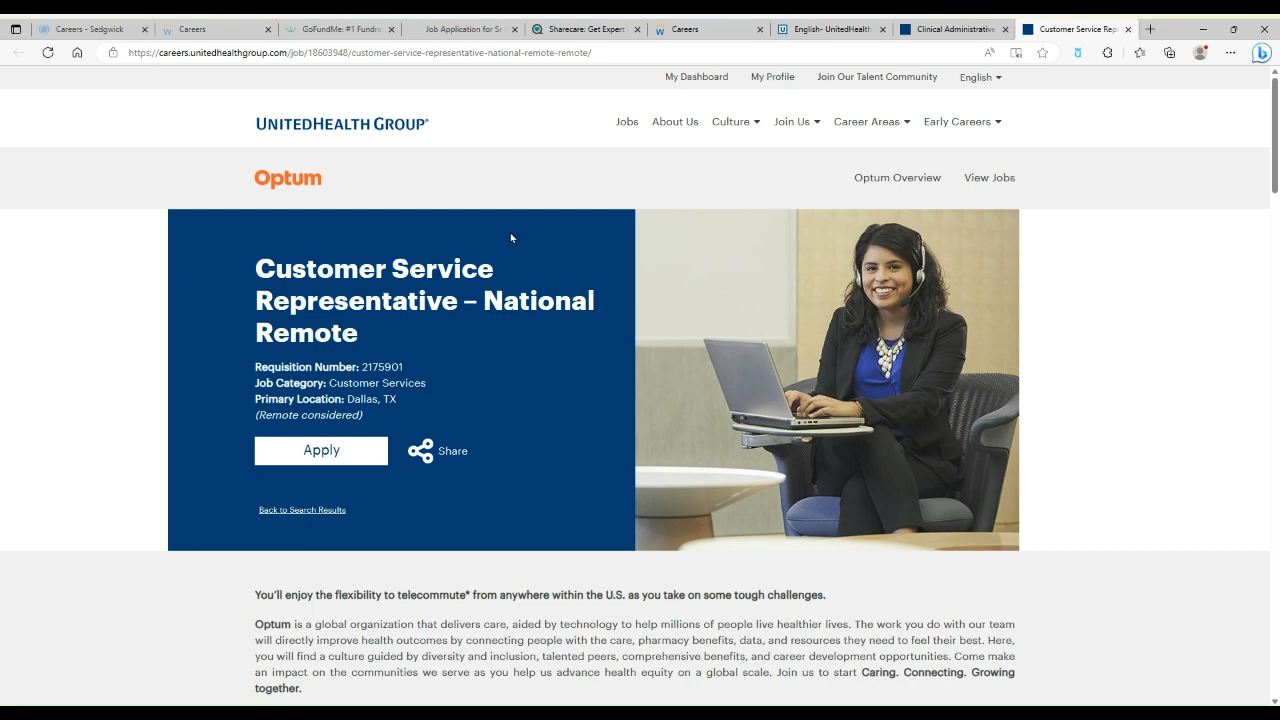 Careers - Sedgwick
Careers
GoFundMe: #1 Fundra
Job Application for Sr
Sharecare: Get Expert
Careers
English- UnitedHealth
Clinical Administrative
Customer Service Rep
https://careers.unitedhealthgroup.com/job/18603948/customer-service-representative-national-remote-remote/
My Dashboard My Profile Join Our Talent Community English
UNITEDHEALTH GROUP®
Jobs About Us Culture Join Us Career Areas Early Careers
Optum
Optum Overview View Jobs
Customer Service
Representative – National
Remote
Requisition Number: 2175901
Job Category: Customer Services
Primary Location: Dallas, TX
(Remote considered)
Apply Share
Back to Search Results
You'll enjoy the flexibility to telecommute* from anywhere within the U.S. as you take on some tough challenges.
Optum is a global organization that delivers care, aided by technology to help millions of people live healthier lives. The work you do with our team
will directly improve health outcomes by connecting people with the care, pharmacy benefits, data, and resources they need to feel their best. Here,
you will find a culture guided by diversity and inclusion, talented peers, comprehensive benefits, and career development opportunities. Come make
an impact on the communities we serve as you help us advance health equity on a global scale. Join us to start Caring. Connecting. Growing
together.